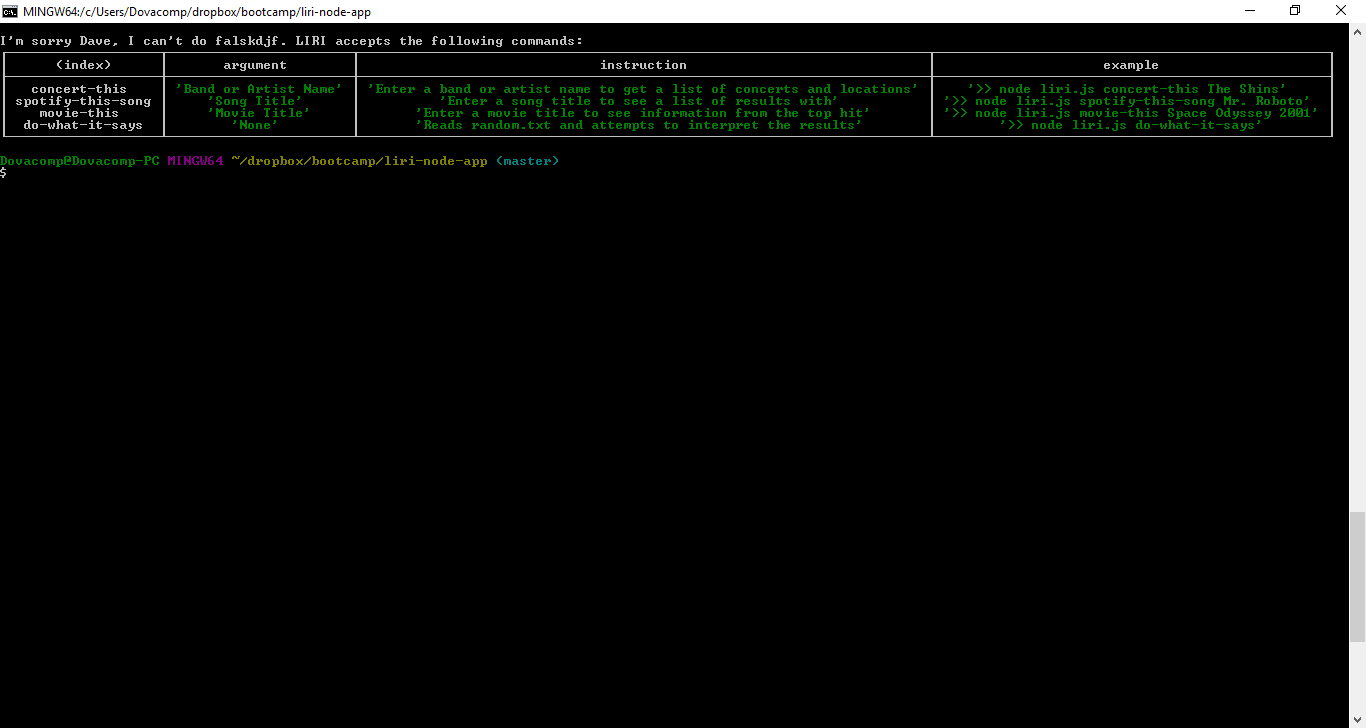 MINGW64:/c/Users/Dovacomp/dropbox/bootcamp/liri-node-app
I'm sorry Dave, I can't do falskdjf. LIRI accepts the following commands:
(index) argument instruction example
concert-this 'Band or Artist Name' 'Enter a band or artist name to get a list of concerts and locations' '>> node liri.js concert-this The Shins'
spotify-this-song 'Song Title' 'Enter a song title to see a list of results with' '>> node liri.js spotify-this-song Mr. Roboto'
movie-this 'Movie Title' 'Enter a movie title to see information from the top hit' '>> node liri.js movie-this Space Odyssey 2001'
do-what-it-says 'None' 'Reads random.txt and attempts to interpret the results' '>> node liri.js do-what-it-says'
Dovacomp@Dovacomp-PC MINGW64 ~/dropbox/bootcamp/liri-node-app (master)
$